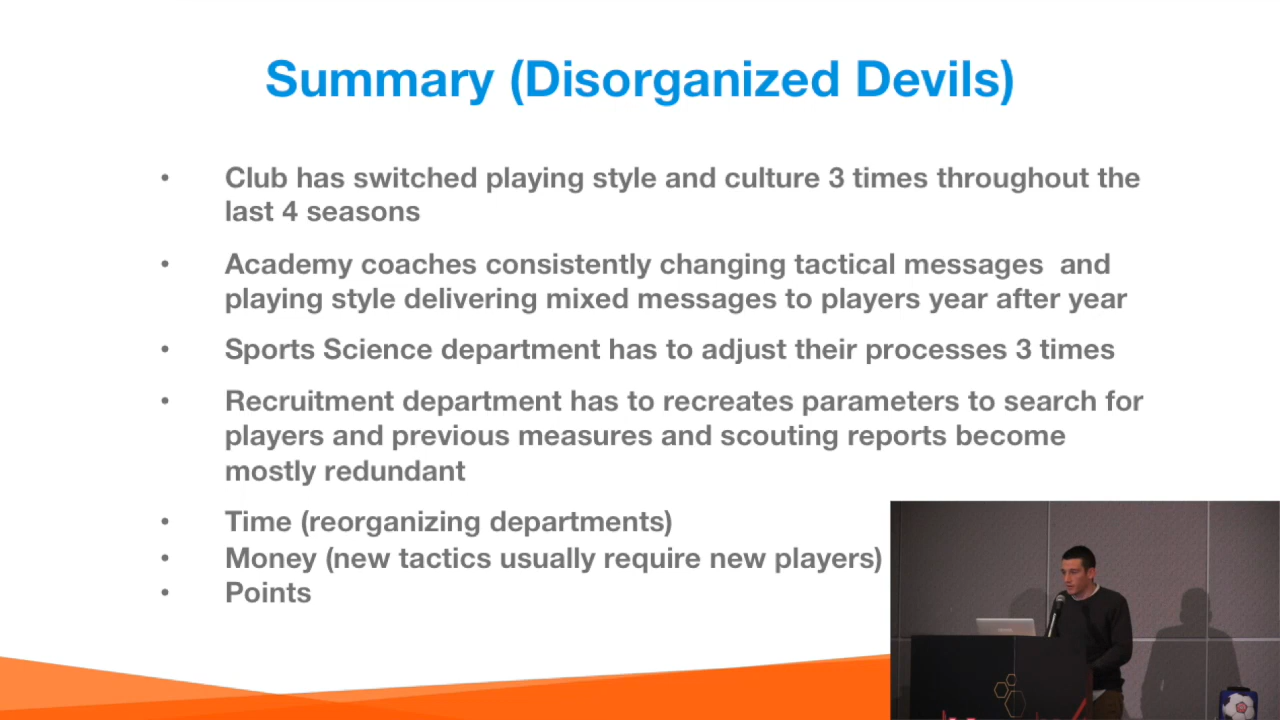 Summary (Disorganized Devils)
• Club has switched playing style and culture 3 times throughout the
last 4 seasons
• Academy coaches consistently changing tactical messages  and
playing style delivering mixed messages to players year after year
• Sports Science department has to adjust their processes 3 times
• Recruitment department has to recreates parameters to search for
players and previous measures and scouting reports become
mostly redundant
• Time (reorganizing departments)
• Money (new tactics usually require new players)
• Points